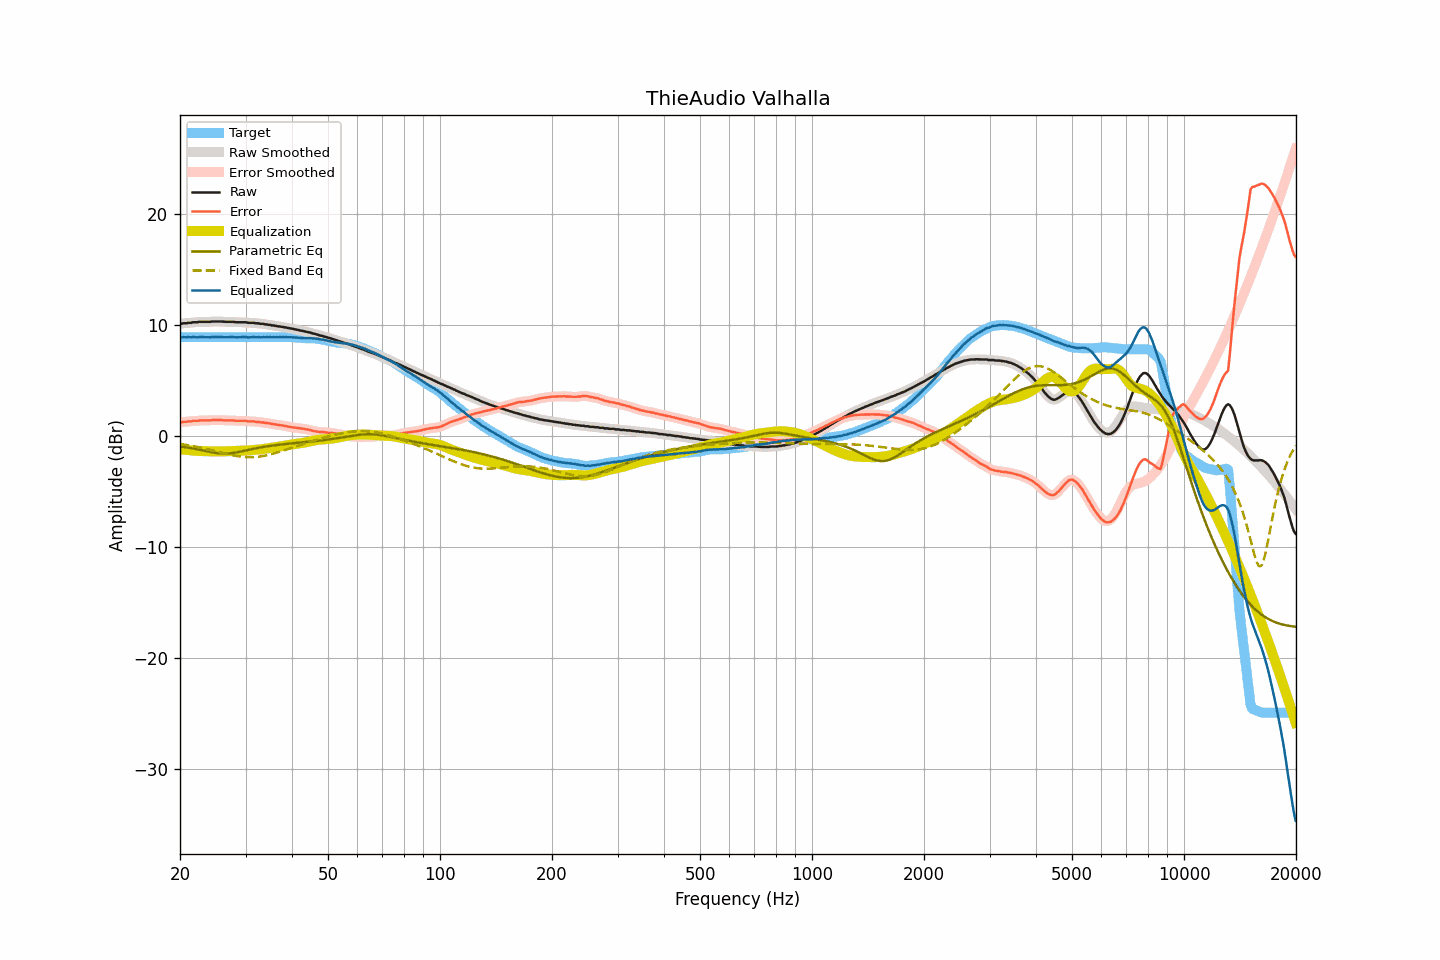 ThieAudio Valhalla
Target
Raw Smoothed
Error Smoothed
Raw
Error
Equalization
Parametric Eq
Fixed Band Eq
Equalized
20
10
0
−10
−20
−30
Amplitude (dBr)
20 50 100 200 500 1000 2000 5000 10000 20000
Frequency (Hz)